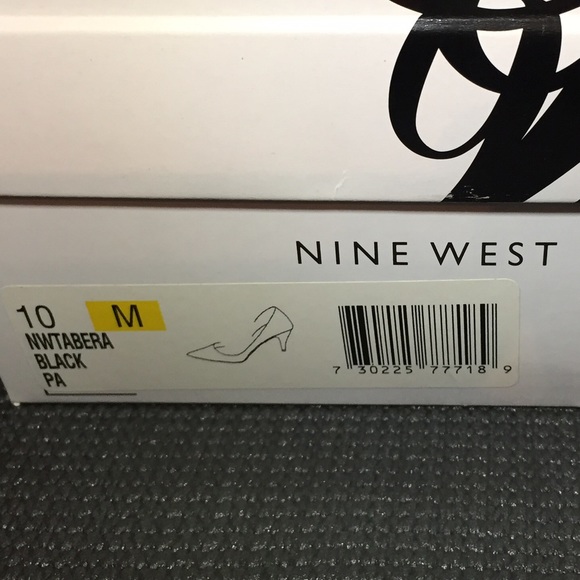 NINE WEST
10 M
NWTABERA
BLACK
PA
7 30225 77718 9